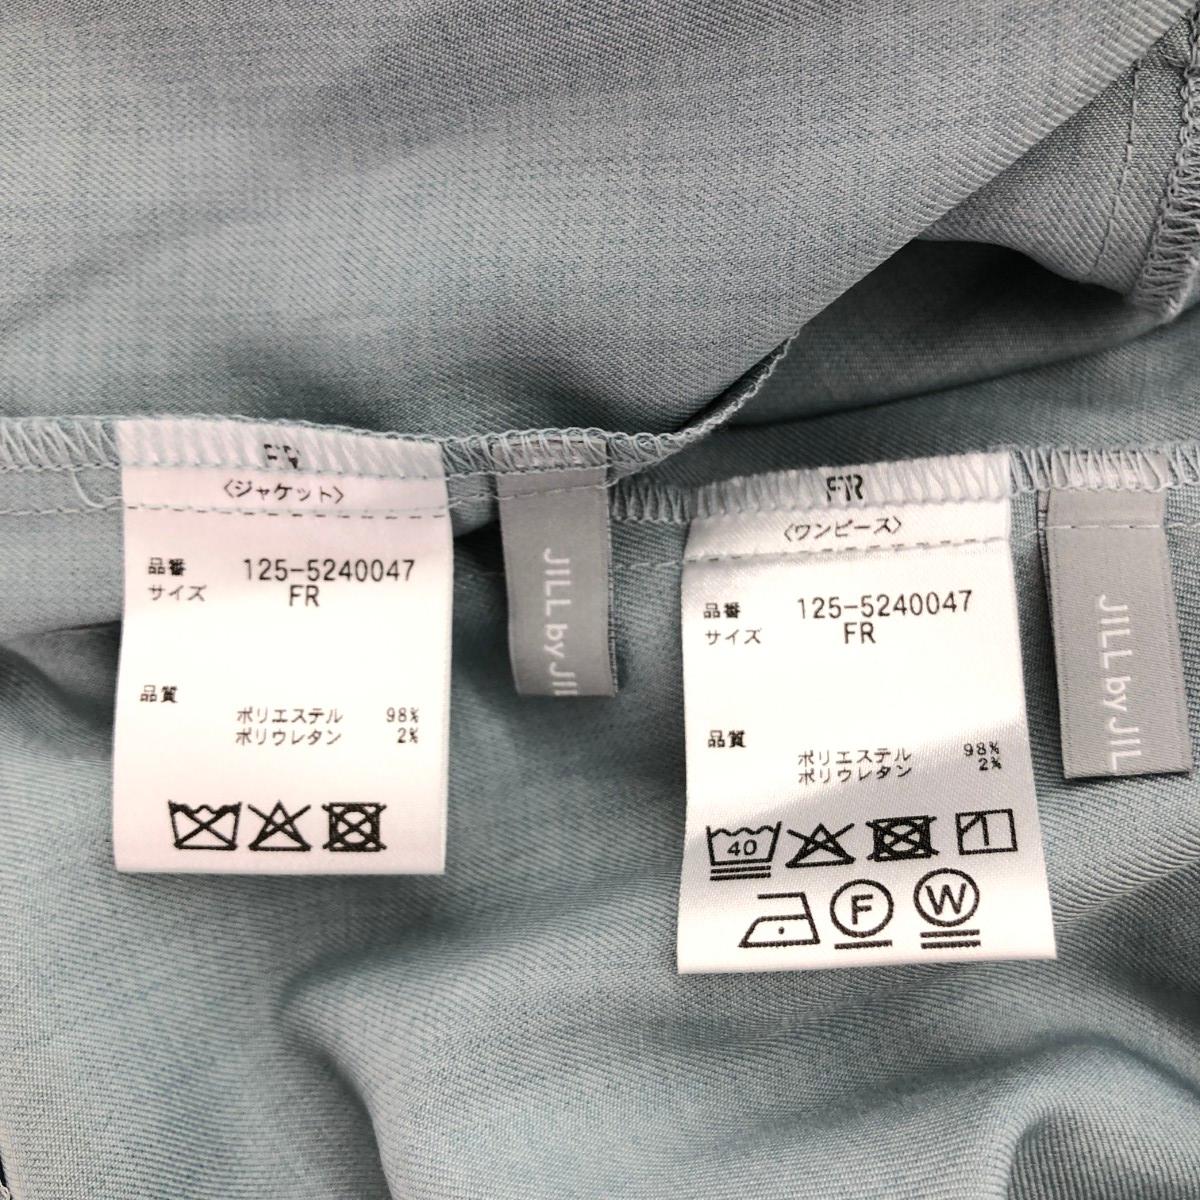 FR
〈ジャケット〉
品番 125-5240047
サイズ FR
品質
ポリエステル 98%
ポリウレタン 2%
JILL by JIL
FR
〈ワンピース〉
品番 125-5240047
サイズ FR
品質
ポリエステル 98%
ポリウレタン 2%
40
F W
JILL by JIL